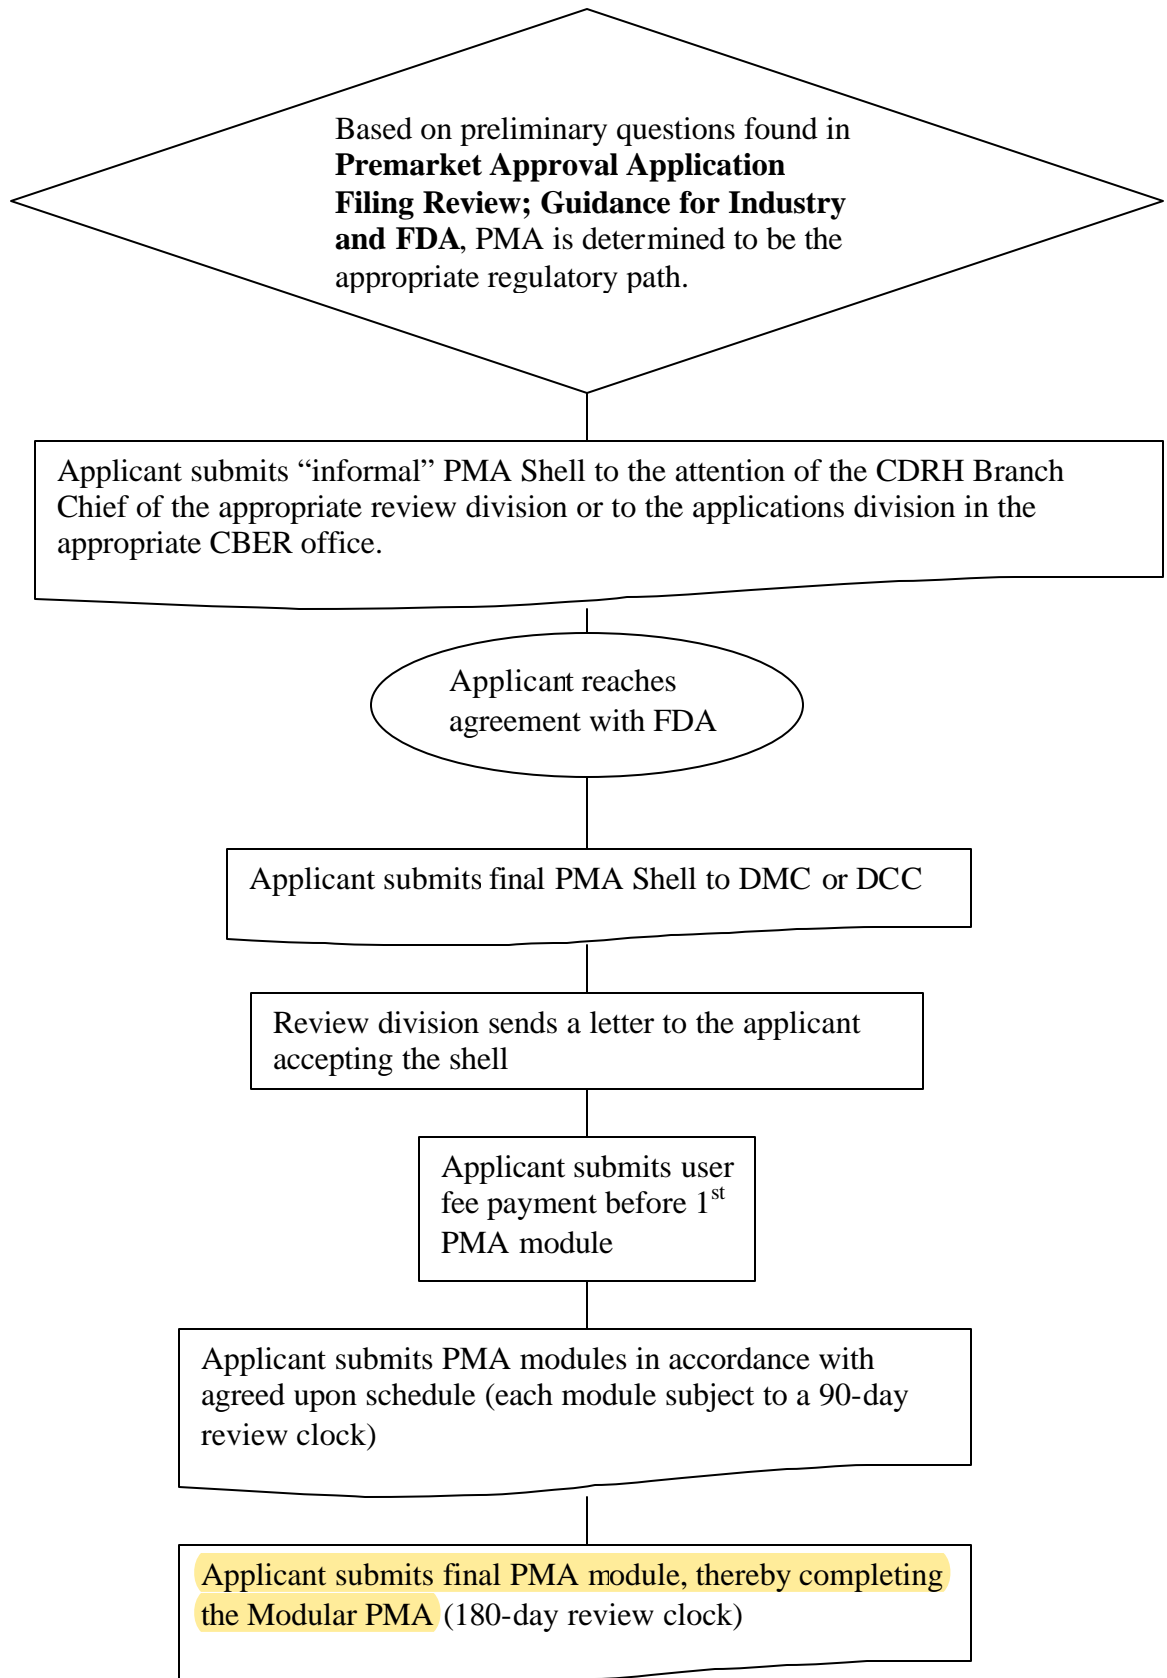 Based on preliminary questions found in
Premarket Approval Application
Filing Review; Guidance for Industry
and FDA, PMA is determined to be the
appropriate regulatory path.
Applicant submits “informal” PMA Shell to the attention of the CDRH Branch
Chief of the appropriate review division or to the applications division in the
appropriate CBER office.
Applicant reaches
agreement with FDA
Applicant submits final PMA Shell to DMC or DCC
Review division sends a letter to the applicant
accepting the shell
Applicant submits user
fee payment before 1st
PMA module
Applicant submits PMA modules in accordance with
agreed upon schedule (each module subject to a 90-day
review clock)
Applicant submits final PMA module, thereby completing
the Modular PMA (180-day review clock)